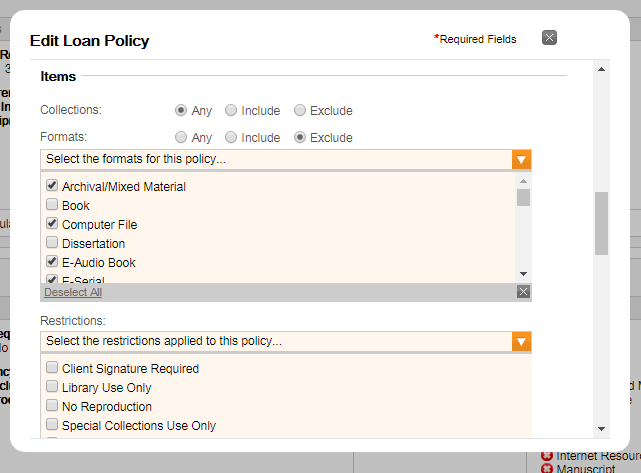 Edit Loan Policy
*Required Fields
Items
Collections: Any Include Exclude
Formats: Any Include Exclude
Select the formats for this policy...
Archival/Mixed Material
Book
Computer File
Dissertation
E-Audio Book
E-Serial
Deselect All
Restrictions:
Select the restrictions applied to this policy...
Client Signature Required
Library Use Only
No Reproduction
Special Collections Use Only
Internet Resour
Manuscript